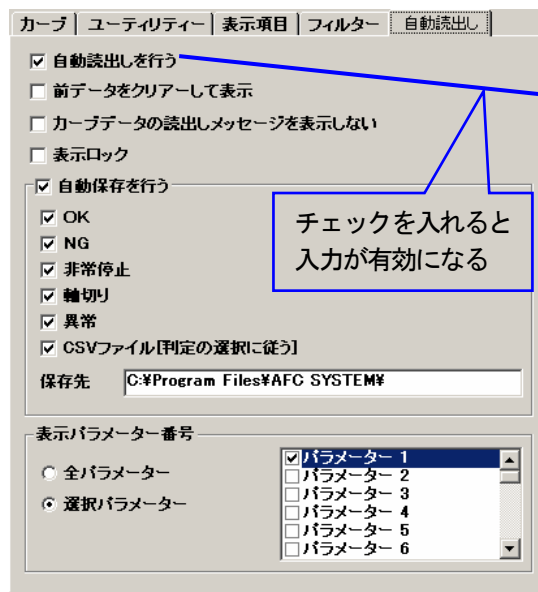 カーブ ユーティリティー 表示項目 フィルター 自動読出し
自動読出しを行う
前データをクリアーして表示
カーブデータの読出しメッセージを表示しない
表示ロック
自動保存を行う
OK
NG
非常停止
軸切り
異常
CSVファイル[判定の選択に従う]
保存先 C:¥Program Files¥AFC SYSTEM¥
チェックを入れると
入力が有効になる
表示パラメーター番号
全パラメーター
選択パラメーター
パラメーター 1
パラメーター 2
パラメーター 3
パラメーター 4
パラメーター 5
パラメーター 6